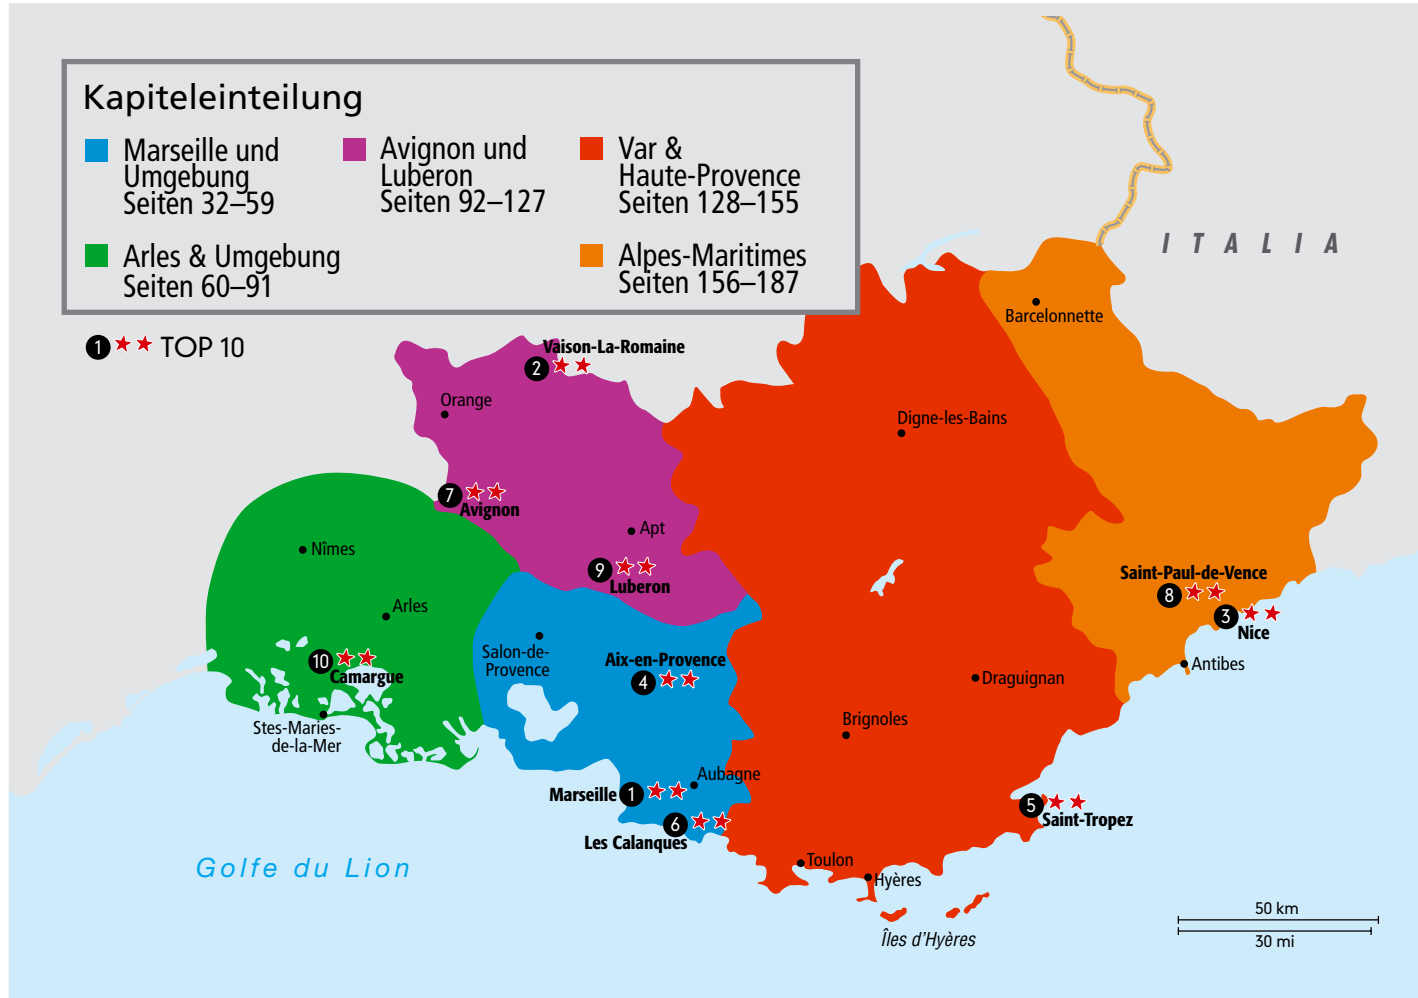 Kapiteleinteilung
Marseille und
Umgebung
Seiten 32–59
Avignon und
Luberon
Seiten 92–127
Var &
Haute-Provence
Seiten 128–155
Arles & Umgebung
Seiten 60–91
Alpes-Maritimes
Seiten 156–187
1 TOP 10
ITALIA
Barcelonnette
Vaison-La-Romaine
2
Orange
Digne-les-Bains
7
Avignon
Apt
Nîmes
9
Luberon
Saint-Paul-de-Vence
8
3
Nice
Arles
Salon-de-
Provence
Aix-en-Provence
4
10
Camargue
Antibes
Draguignan
Stes-Maries-
de-la-Mer
Brignoles
Aubagne
Marseille 1
5
Saint-Tropez
6
Les Calanques
Toulon
Hyères
Golfe du Lion
Îles d'Hyères
50 km
30 mi